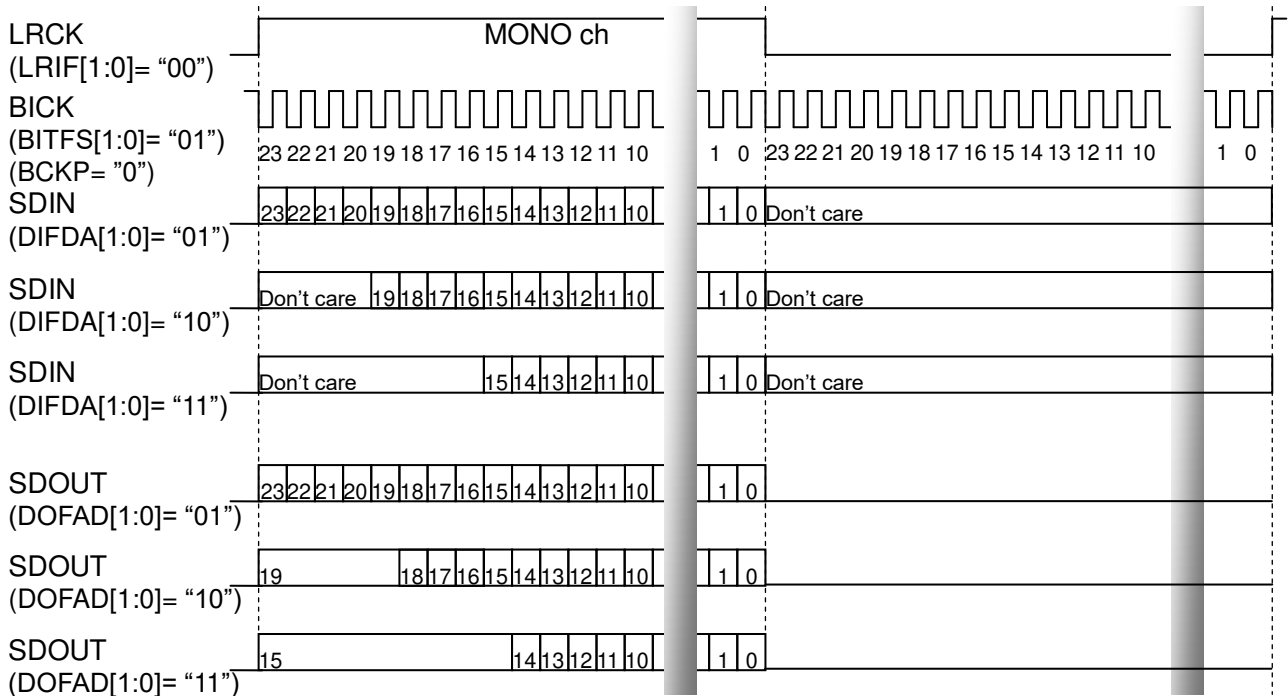 LRCK MONO ch
(LRIF[1:0]= “00”)
BICK
(BITFS[1:0]= “01”)
23 22 21 20 19 18 17 16 15 14 13 12 11 10 1 0 23 22 21 20 19 18 17 16 15 14 13 12 11 10 1 0
(BCKP= ”0”)
SDIN
23 22 21 20 19 18 17 16 15 14 13 12 11 10 1 0 Don’t care
(DIFDA[1:0]= “01”)
SDIN
Don’t care 19 18 17 16 15 14 13 12 11 10 1 0 Don’t care
(DIFDA[1:0]= “10”)
SDIN
Don’t care 15 14 13 12 11 10 1 0 Don’t care
(DIFDA[1:0]= “11”)
SDOUT
23 22 21 20 19 18 17 16 15 14 13 12 11 10 1 0
(DOFAD[1:0]= “01”)
SDOUT
19 18 17 16 15 14 13 12 11 10 1 0
(DOFAD[1:0]= “10”)
SDOUT
15 14 13 12 11 10 1 0
(DOFAD[1:0]= “11”)